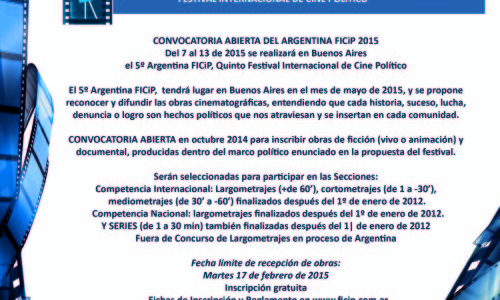 FESTIVAL INTERNACIONAL DE CINE POLITICO
CONVOCATORIA ABIERTA DEL ARGENTINA FICiP 2015
Del 7 al 13 de 2015 se realizará en Buenos Aires
el 5º Argentina FICiP, Quinto Festival Internacional de Cine Político
El 5º Argentina FICiP, tendrá lugar en Buenos Aires en el mes de mayo de 2015, y se propone
reconocer y difundir las obras cinematográficas, entendiendo que cada historia, suceso, lucha,
denuncia o logro son hechos políticos que nos atraviesan y se insertan en cada comunidad.
CONVOCATORIA ABIERTA en octubre 2014 para inscribir obras de ficción (vivo o animación) y
documental, producidas dentro del marco político enunciado en la propuesta del festival.
Serán seleccionadas para participar en las Secciones:
Competencia Internacional: Largometrajes (+de 60’), cortometrajes (de 1 a -30’),
mediometrajes (de 30’ a -60’) finalizados después del 1º de enero de 2012.
Competencia Nacional: largometrajes finalizados después del 1º de enero de 2012.
Y SERIES (de 1 a 30 min) también finalizadas después del 1| de enero de 2012
Fuera de Concurso de Largometrajes en proceso de Argentina
Fecha límite de recepción de obras:
Martes 17 de febrero de 2015
Inscripción gratuita
Fichas de Inscripción y Reglamento en www.ficip.com.ar